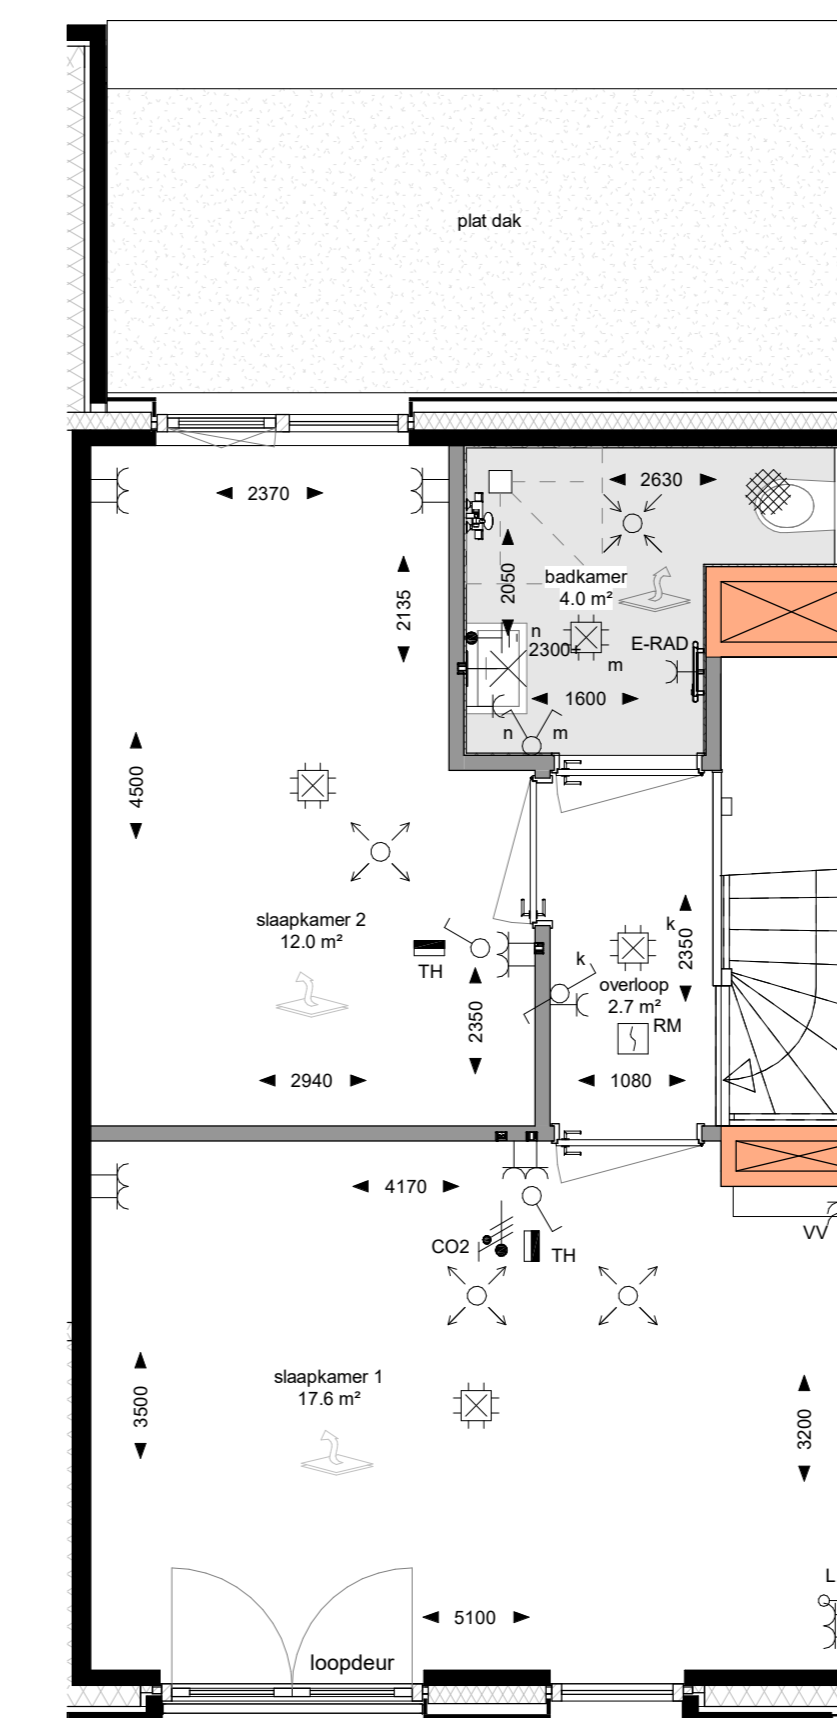 plat dak
2370
2630
2135
2050
badkamer
4.0 m²
n
2300+
m
E-RAD
1600
n
m
4500
slaapkamer 2
12.0 m²
TH
k
k
2350
overloop
2.7 m²
RM
2350
2940
1080
4170
CO2
TH
VV
slaapkamer 1
17.6 m²
3500
3200
L
5100
loopdeur